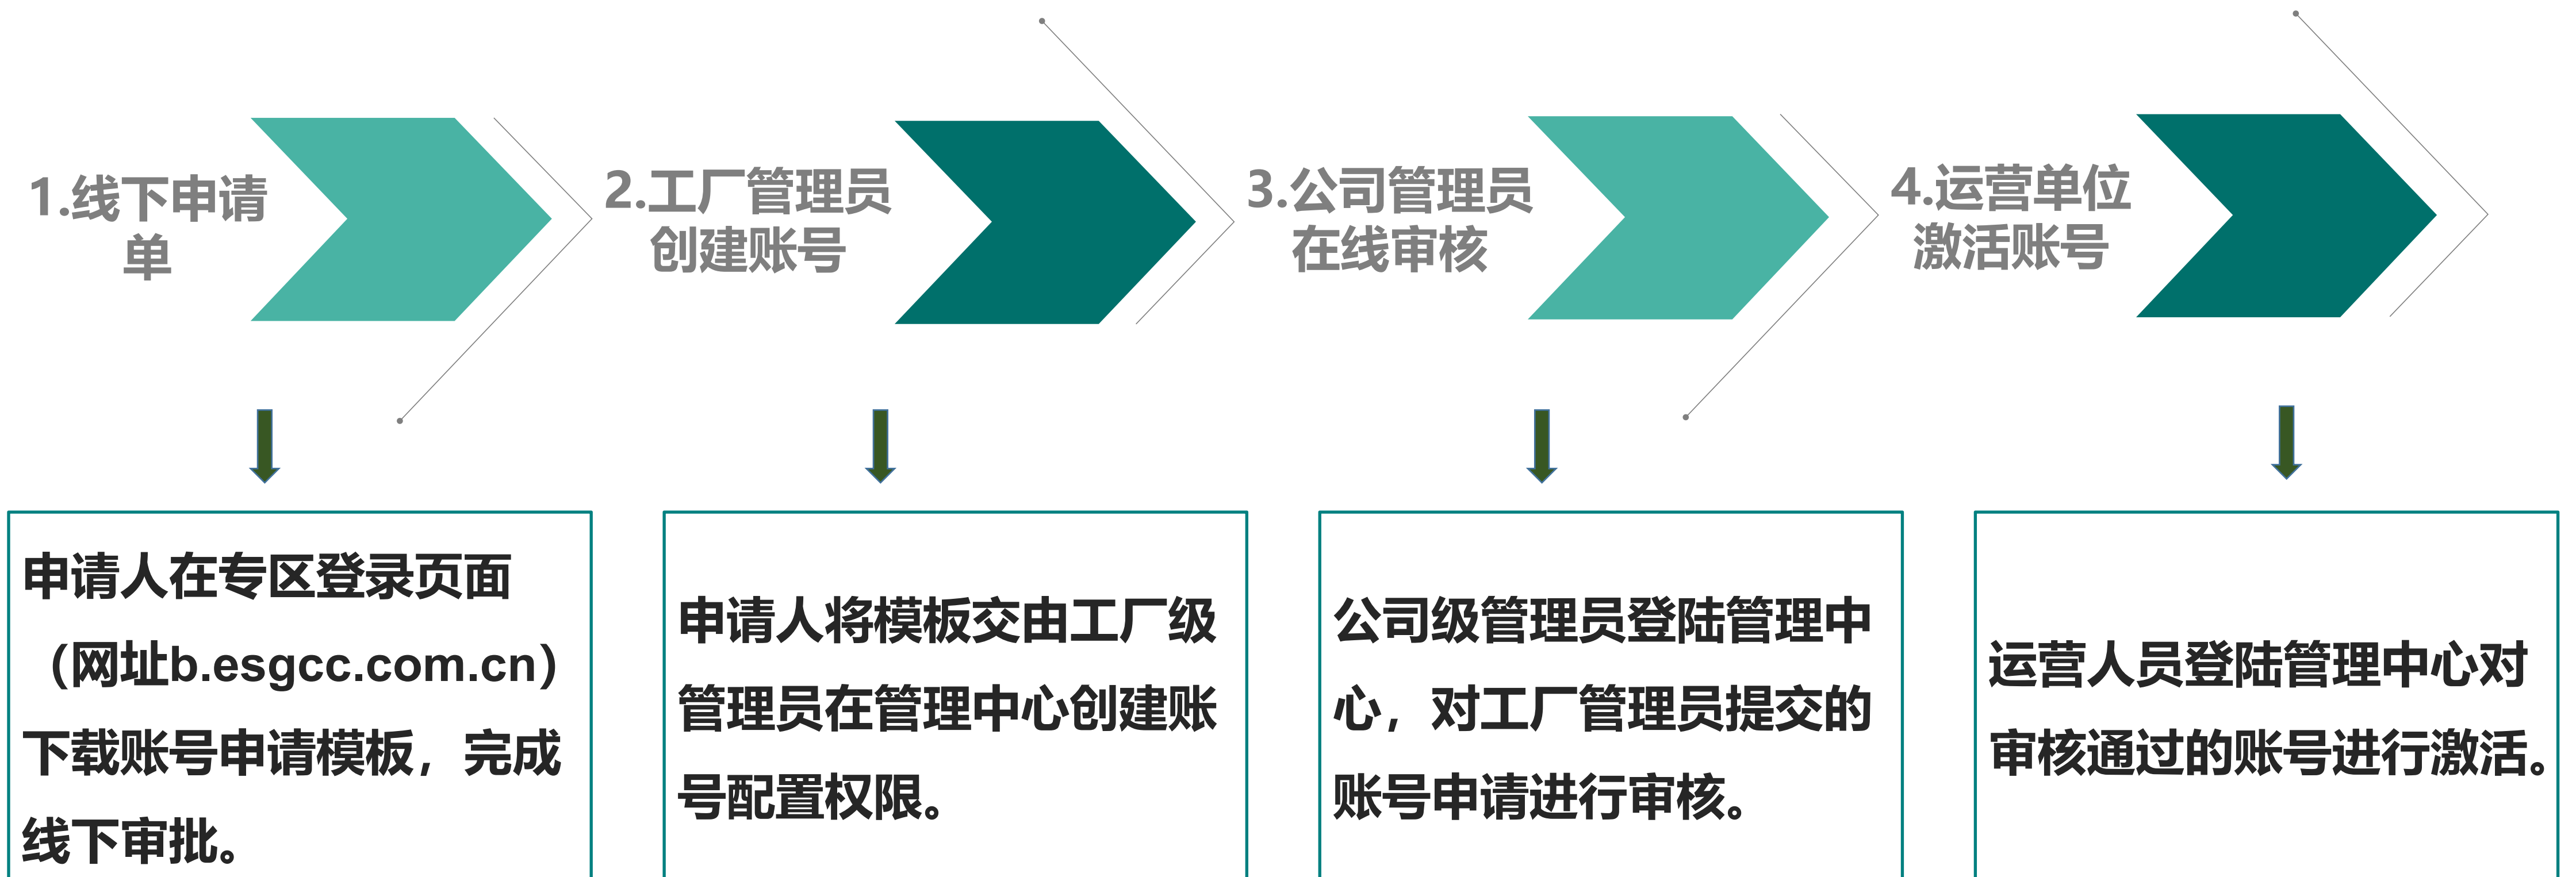 1.线下申请
单
2.工厂管理员
创建账号
3.公司管理员
在线审核
4.运营单位
激活账号
申请人在专区登录页面
（网址b.esgcc.com.cn）
下载账号申请模板，完成
线下审批。
申请人将模板交由工厂级
管理员在管理中心创建账
号配置权限。
公司级管理员登陆管理中
心，对工厂管理员提交的
账号申请进行审核。
运营人员登陆管理中心对
审核通过的账号进行激活。